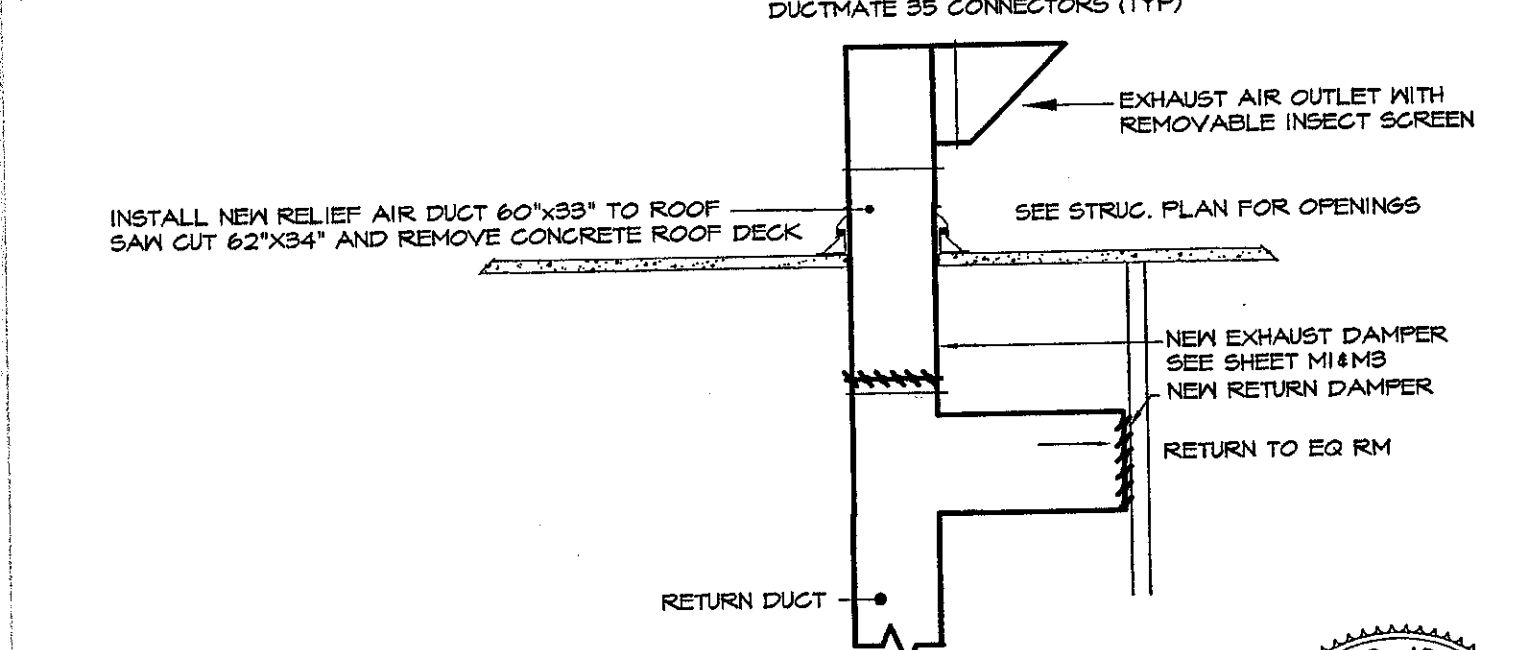 DUCTMATE 35 CONNECTORS (TYP)
EXHAUST AIR OUTLET WITH
REMOVABLE INSECT SCREEN
INSTALL NEW RELIEF AIR DUCT 60"x33" TO ROOF
SAW CUT 62"X34" AND REMOVE CONCRETE ROOF DECK
SEE STRUC. PLAN FOR OPENINGS
NEW EXHAUST DAMPER
SEE SHEET M1&M3
NEW RETURN DAMPER
RETURN TO EQ RM
RETURN DUCT